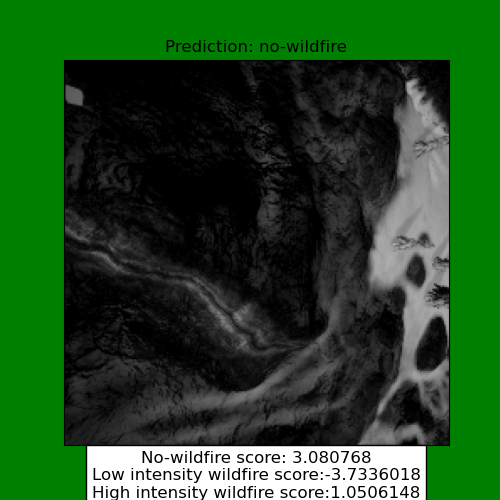 Prediction: no-wildfire
No-wildfire score: 3.080768
Low intensity wildfire score:-3.7336018
High intensity wildfire score:1.0506148